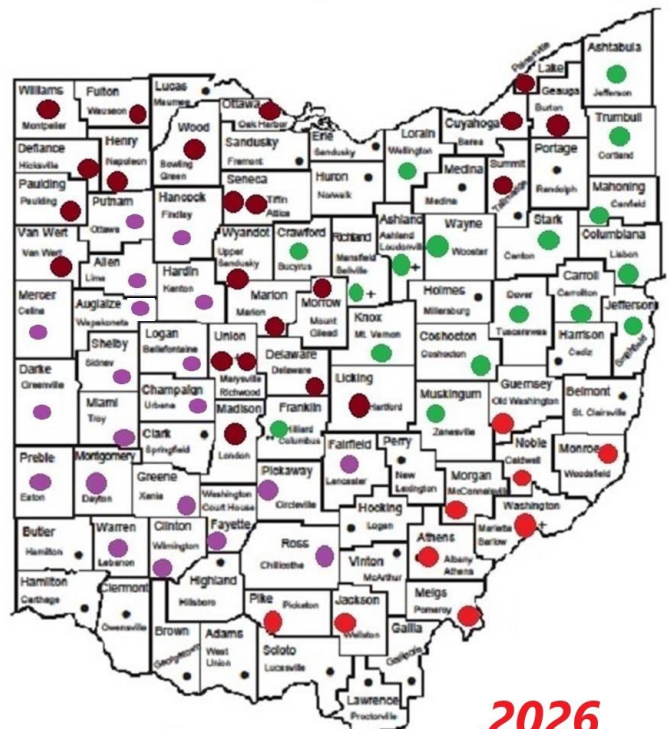 Ashtabula
Jefferson
Painesville
Lake
Geauga
Burton
Williams
Montpelier
Fulton
Wauseon
Lucas
Maumee
Ottawa
Oak Harbor
Cuyahoga
Berea
Trumbull
Cortland
Wood
Bowling
Green
Sandusky
Fremont
Erie
Sandusky
Lorain
Wellington
Defiance
Hicksville
Henry
Napoleon
Medina
Medina
Summit
Tallmadge
Portage
Randolph
Huron
Norwalk
Paulding
Paulding
Putnam
Ottawa
Hancock
Findlay
Seneca
Tiffin
Attica
Mahoning
Canfield
Ashland
Ashland
Loudonville
+
Wayne
Wooster
Stark
Canton
Columbiana
Lisbon
Van Wert
Van Wert
Allen
Lima
Wyandot
Upper
Sandusky
Crawford
Bucyrus
Richland
Mansfield
Bellville
+
Hardin
Kenton
Carroll
Carrollton
Jefferson
Smithfield
Mercer
Celina
Auglaize
Wapakoneta
Marion
Marion
Morrow
Mount
Gilead
Holmes
Millersburg
Dover
Tuscarawas
Knox
Mt. Vernon
Coshocton
Coshocton
Harrison
Cadiz
Shelby
Sidney
Logan
Bellefontaine
Union
+
Marysville
Richwood
Delaware
Delaware
Darke
Greenville
Licking
Hartford
Guernsey
Old Washington
Belmont
St. Clairsville
Miami
Troy
Champaign
Urbana
Madison
London
Franklin
Hilliard
Columbus
Muskingum
Zanesville
Clark
Springfield
Fairfield
Lancaster
Perry
New
Lexington
Noble
Caldwell
Monroe
Woodsfield
Preble
Eaton
Montgomery
Dayton
Greene
Xenia
Pickaway
Circleville
Morgan
McConnelsville
Washington
Marietta
Barlow
+
Washington
Court House
Fayette
Hocking
Logan
Butler
Hamilton
Warren
Lebanon
Clinton
Wilmington
Ross
Chillicothe
Athens
Albany
Athens
Vinton
McArthur
Hamilton
Carthage
Clermont
Owensville
Highland
Hillsboro
Pike
Piketon
Jackson
Wellston
Meigs
Pomeroy
Brown
Georgetown
Adams
West
Union
Scioto
Lucasville
Gallia
Gallipolis
Lawrence
Proctorville
2026